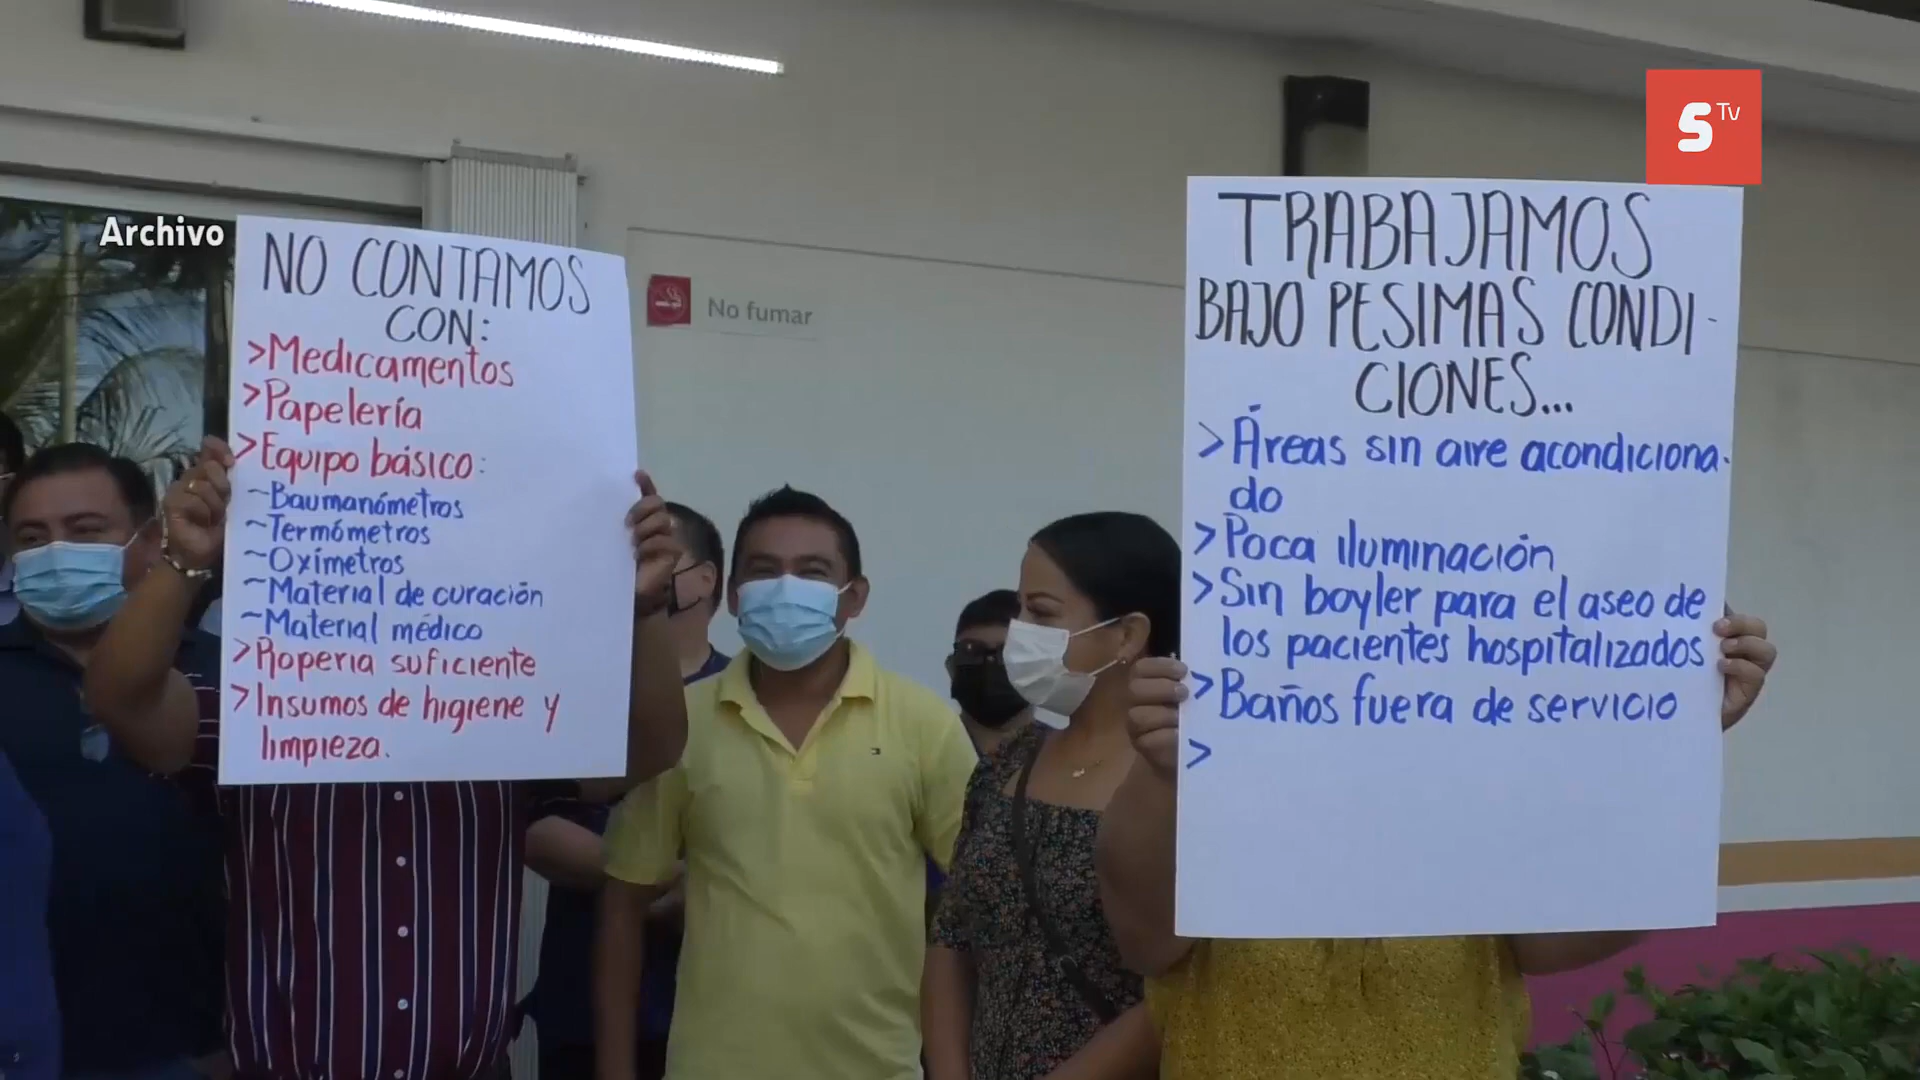 S Tv
Archivo
NO CONTAMOS
CON:
>Medicamentos
>Papelería
>Equipo básico:
~Baumanómetros
~Termómetros
~Oxímetros
~Material de curación
~Material médico
>Roperia suficiente
>Insumos de higiene y
limpieza.
No fumar
TRABAJAMOS
BAJO PESIMAS CONDI-
CIONES...
>Áreas sin aire acondiciona-
do
>Poca iluminación
>Sin boyler para el aseo de
los pacientes hospitalizados
>Baños fuera de servicio
>